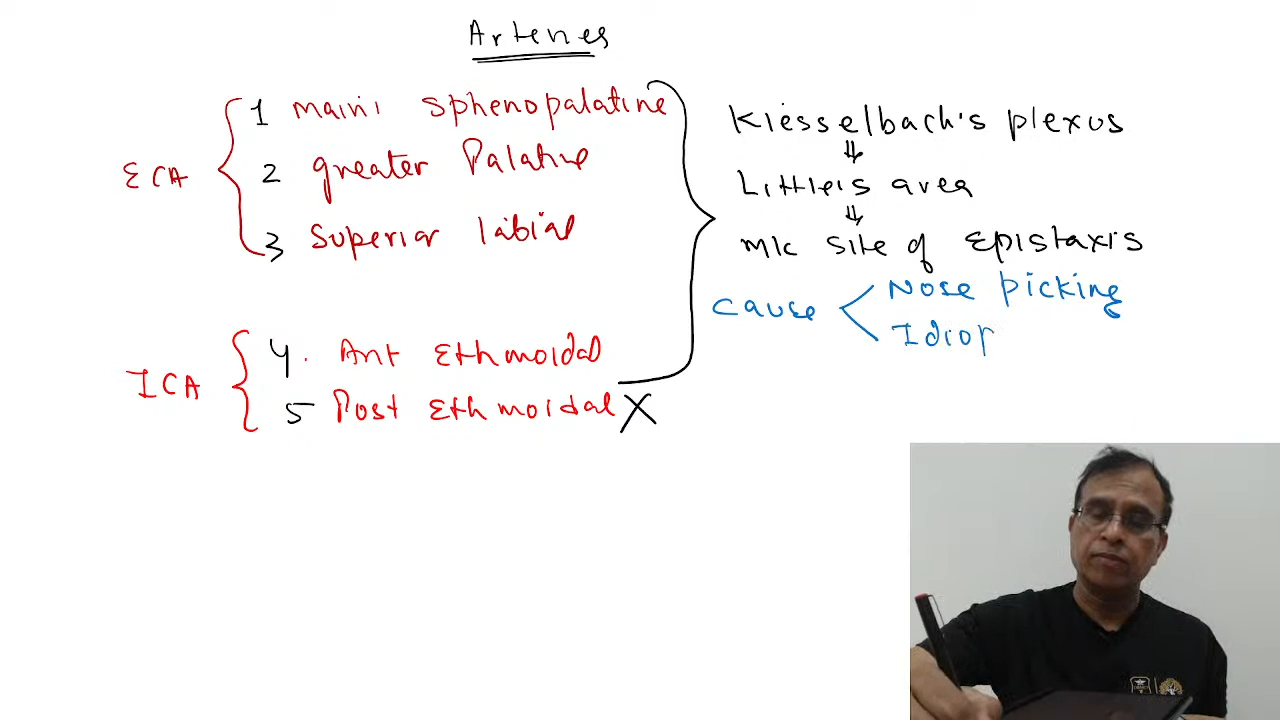 Arteries
ECA
1 main: sphenopalatine
2 greater Palatine
3 Superior labial
ICA
4. Ant Ethmoidal
5 Post Ethmoidal X
Kiesselbach's plexus
⇓
Little's area
⇓
M/c site of Epistaxis
Cause
Nose picking
Idiop